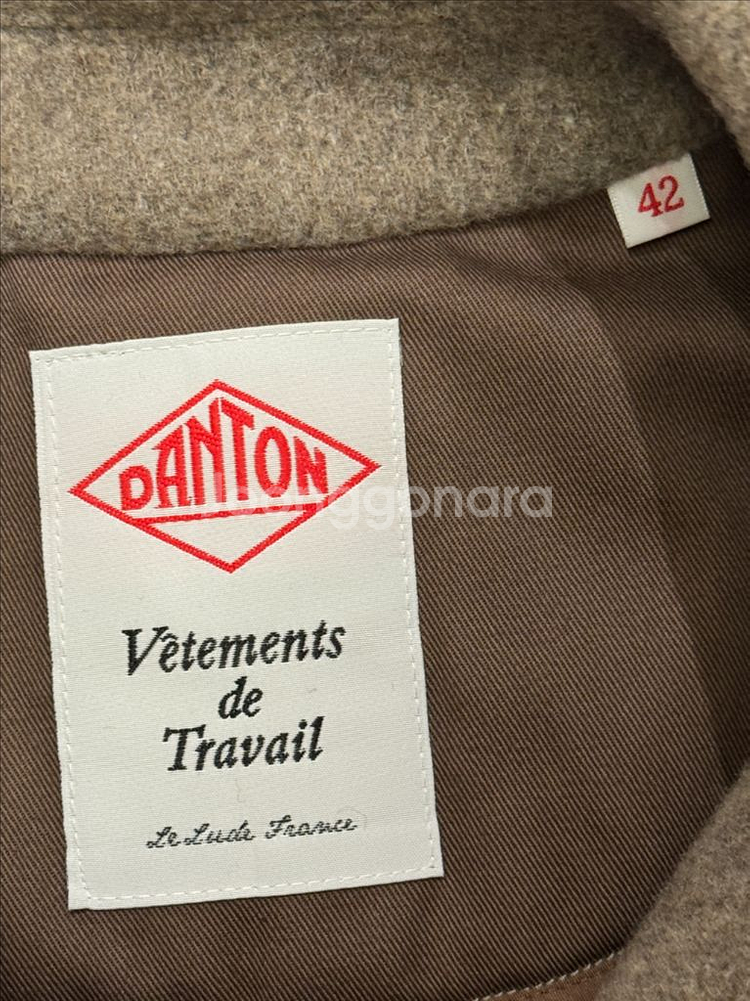 42
DANTON
Vêtements
de
Travail
Le Lude France